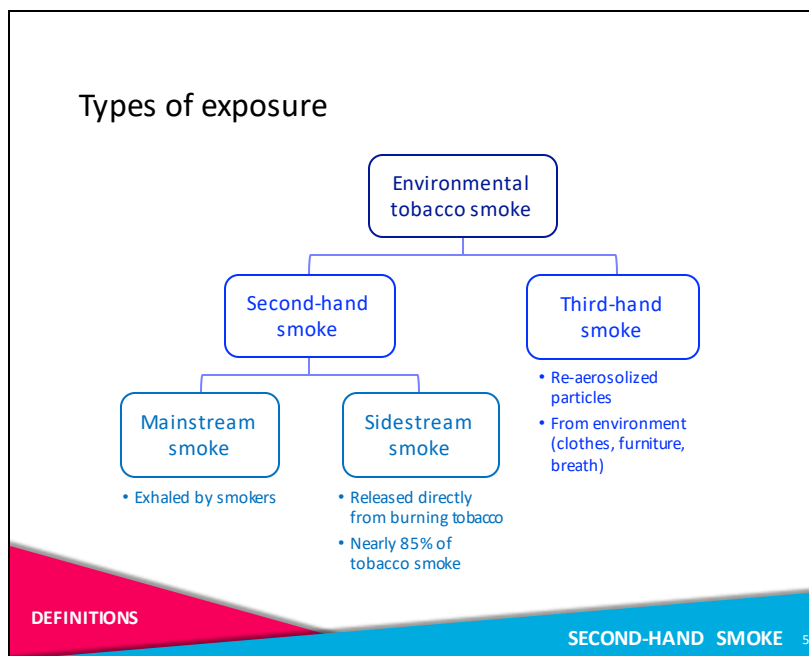 Types of exposure
Environmental
tobacco smoke
Second-hand
smoke
Third-hand
smoke
• Re-aerosolized
particles
• From environment
(clothes, furniture,
breath)
Mainstream
smoke
Sidestream
smoke
• Exhaled by smokers
• Released directly
from burning tobacco
• Nearly 85% of
tobacco smoke
DEFINITIONS
SECOND-HAND SMOKE 5